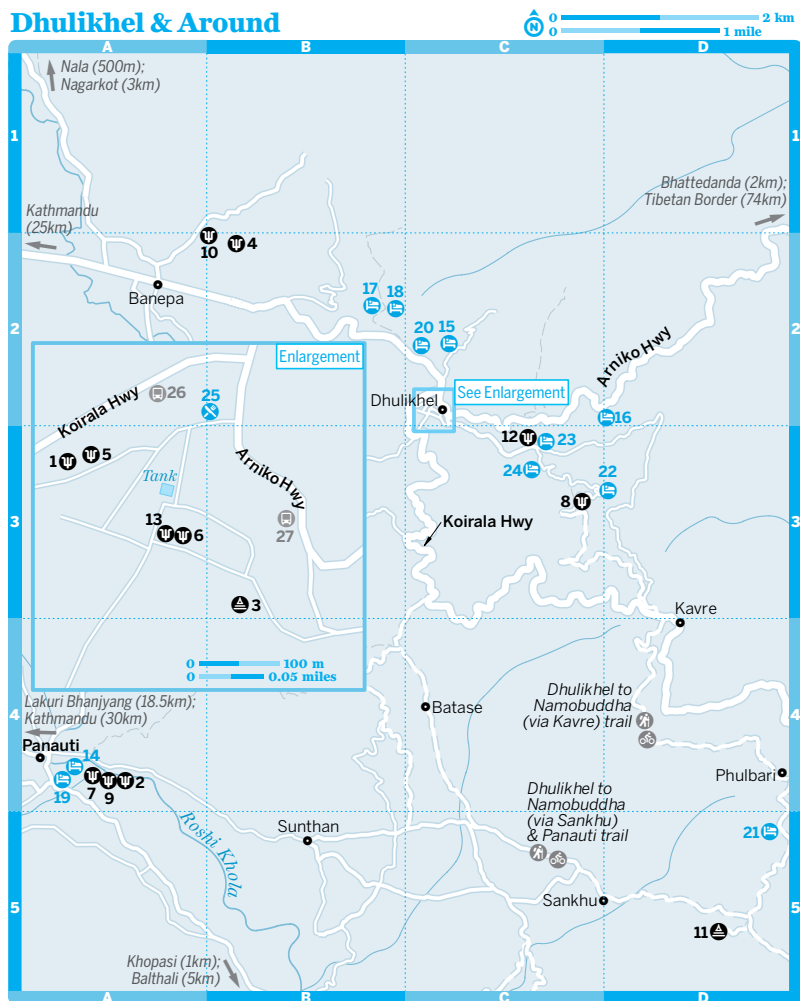 Dhulikhel & Around
N
0 2 km
0 1 mile
A B C D
Nala (500m);
Nagarkot (3km)
1 1
Bhattedanda (2km);
Tibetan Border (74km)
Kathmandu
(25km)
10
4
Banepa
17
18
20
15
2 2
Arniko Hwy
Enlargement
Dhulikhel
See Enlargement
16
Koirala Hwy
26
25
12
23
24
22
1
5
Arniko Hwy
Tank
8
13
6
27
Koirala Hwy
3 3
3
Kavre
0 100 m
0 0.05 miles
Lakuri Bhanjyang (18.5km);
Kathmandu (30km)
Batase
Dhulikhel to
Namobuddha
(via Kavre) trail
4 4
Panauti
14
19
7
9
2
Phulbari
Dhulikhel to
Namobuddha
(via Sankhu)
& Panauti trail
Roshi Khola
Sunthan
21
Sankhu
5 5
11
Khopasi (1km);
Balthali (5km)
A B C D